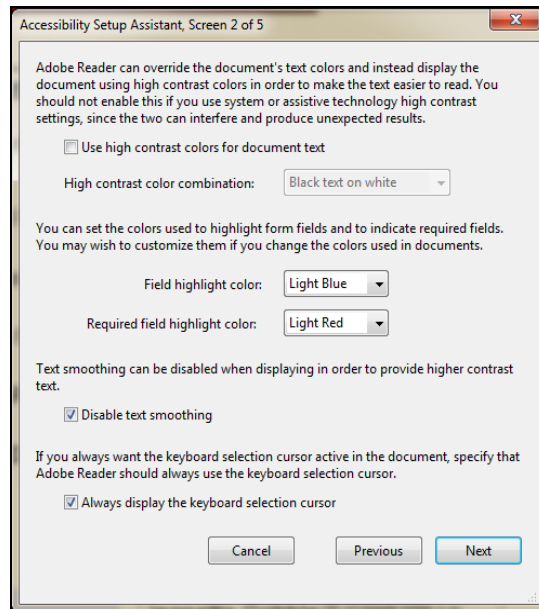 Accessibility Setup Assistant, Screen 2 of 5
Adobe Reader can override the document's text colors and instead display the
document using high contrast colors in order to make the text easier to read. You
should not enable this if you use system or assistive technology high contrast
settings, since the two can interfere and produce unexpected results.
Use high contrast colors for document text
High contrast color combination: Black text on white
You can set the colors used to highlight form fields and to indicate required fields.
You may wish to customize them if you change the colors used in documents.
Field highlight color: Light Blue
Required field highlight color: Light Red
Text smoothing can be disabled when displaying in order to provide higher contrast
text.
Disable text smoothing
If you always want the keyboard selection cursor active in the document, specify that
Adobe Reader should always use the keyboard selection cursor.
Always display the keyboard selection cursor
Cancel Previous Next